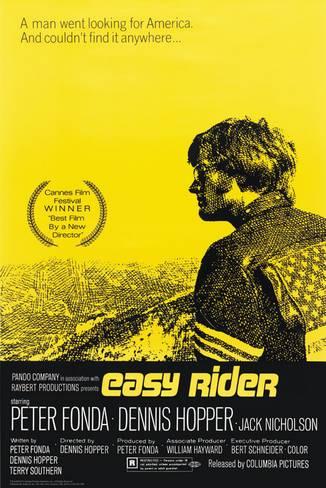 A man went looking for America.
And couldn't find it anywhere...
Cannes Film
Festival
WINNER
"Best Film
By a New
Director"
PANDO COMPANY in association with
RAYBERT PRODUCTIONS presents
easy Rider
starring
PETER FONDA · DENNIS HOPPER · JACK NICHOLSON
Written by
PETER FONDA
DENNIS HOPPER
TERRY SOUTHERN
Directed by
DENNIS HOPPER
Produced by
PETER FONDA
Associate Producer
WILLIAM HAYWARD
Executive Producer
BERT SCHNEIDER · COLOR
R
RESTRICTED
Released by COLUMBIA PICTURES